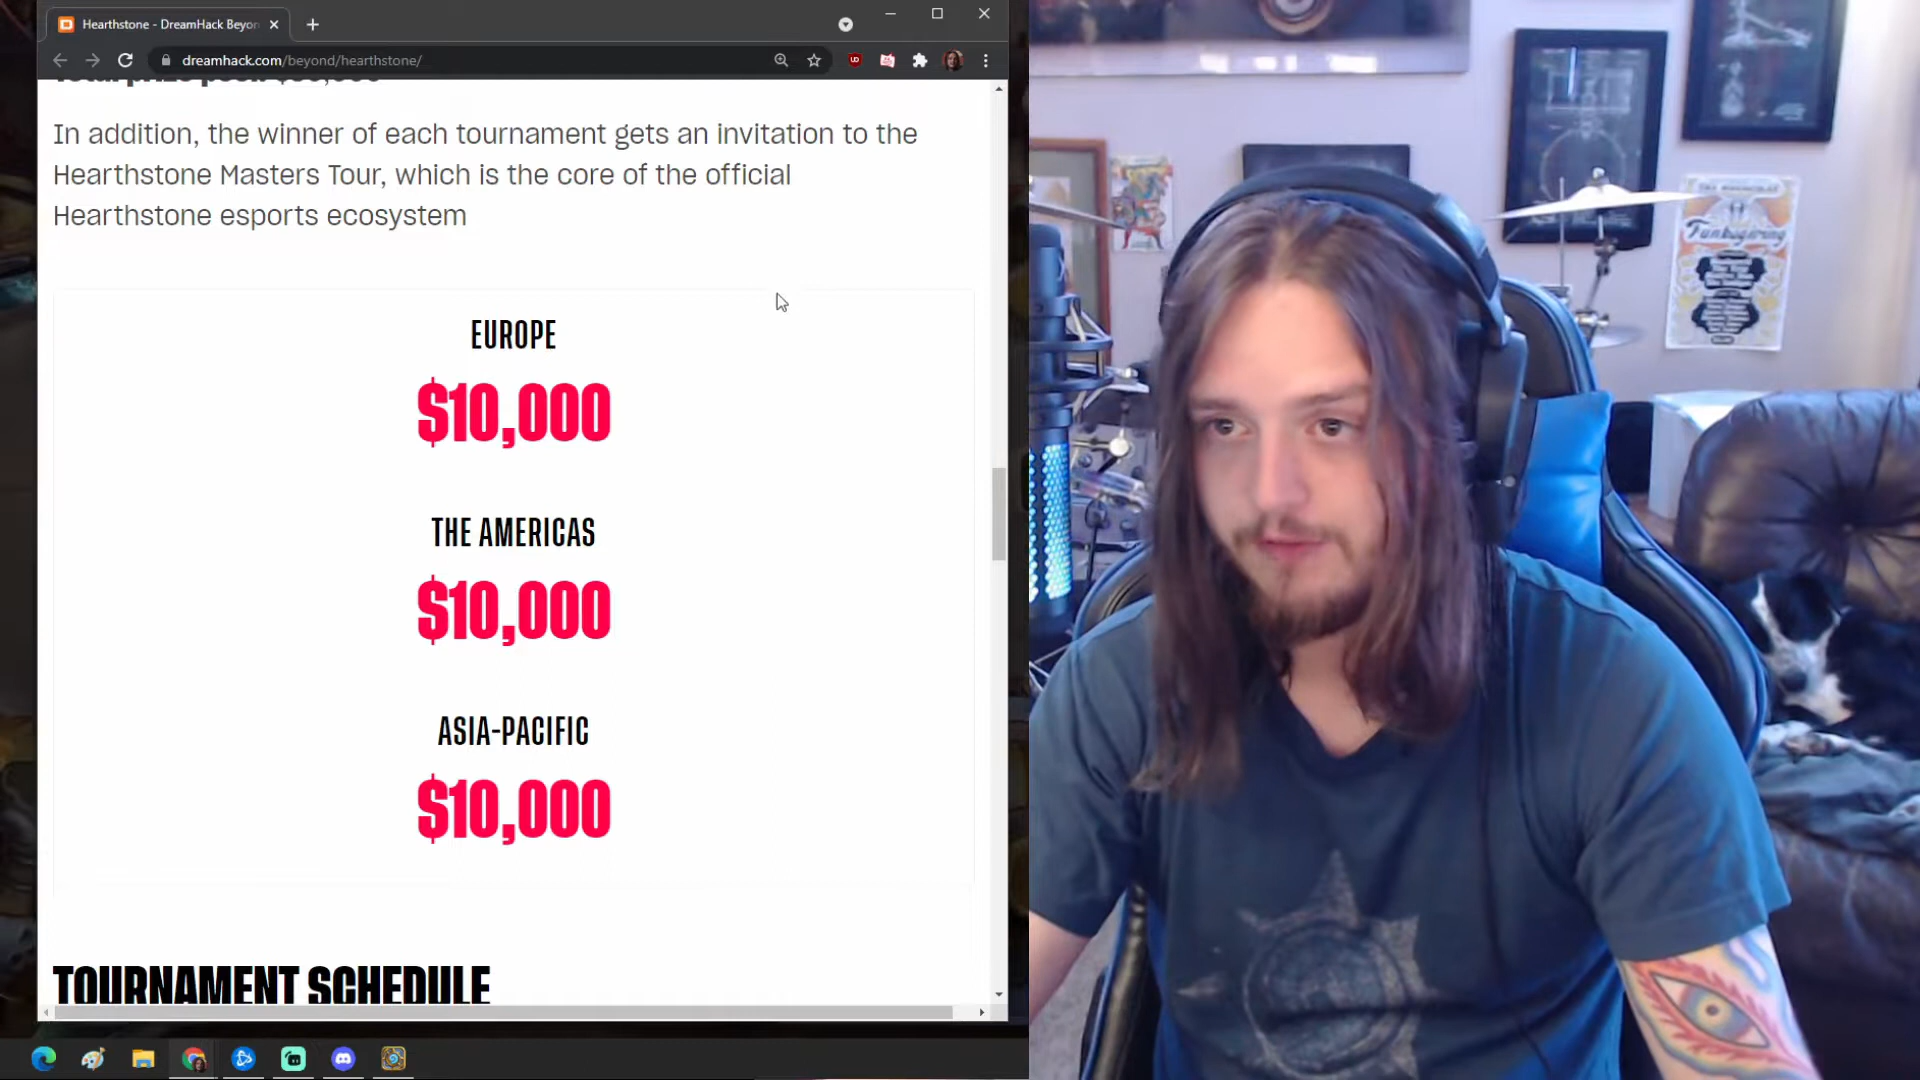 Hearthstone - DreamHack Beyon
dreamhack.com/beyond/hearthstone/
In addition, the winner of each tournament gets an invitation to the
Hearthstone Masters Tour, which is the core of the official
Hearthstone esports ecosystem
EUROPE
$10,000
THE AMERICAS
$10,000
ASIA-PACIFIC
$10,000
TOURNAMENT SCHEDULE